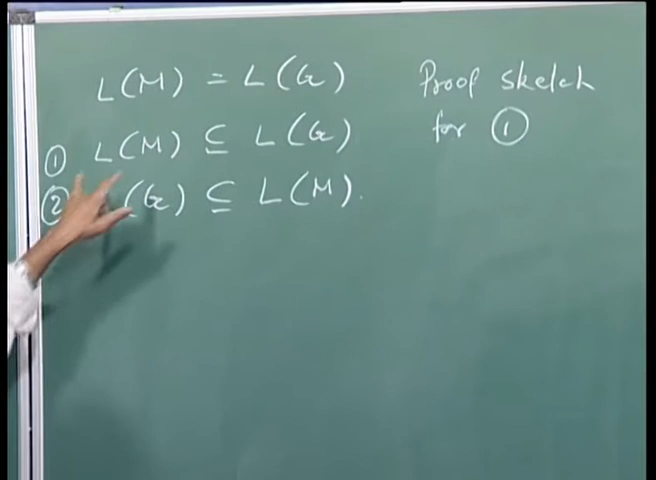 L(M) = L(G)
① L(M) ⊆ L(G)
② (G) ⊆ L(M).
Proof sketch
for ①